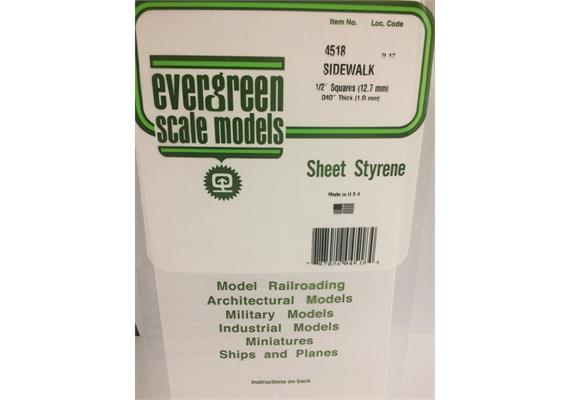 Item No. Loc. Code
4518
SIDEWALK
1/2" Squares (12.7 mm)
.040" Thick (1.0 mm)
evergreen
scale models
Sheet Styrene
Made in U S A
Model Railroading
Architectural Models
Military Models
Industrial Models
Miniatures
Ships and Planes
Instructions on back